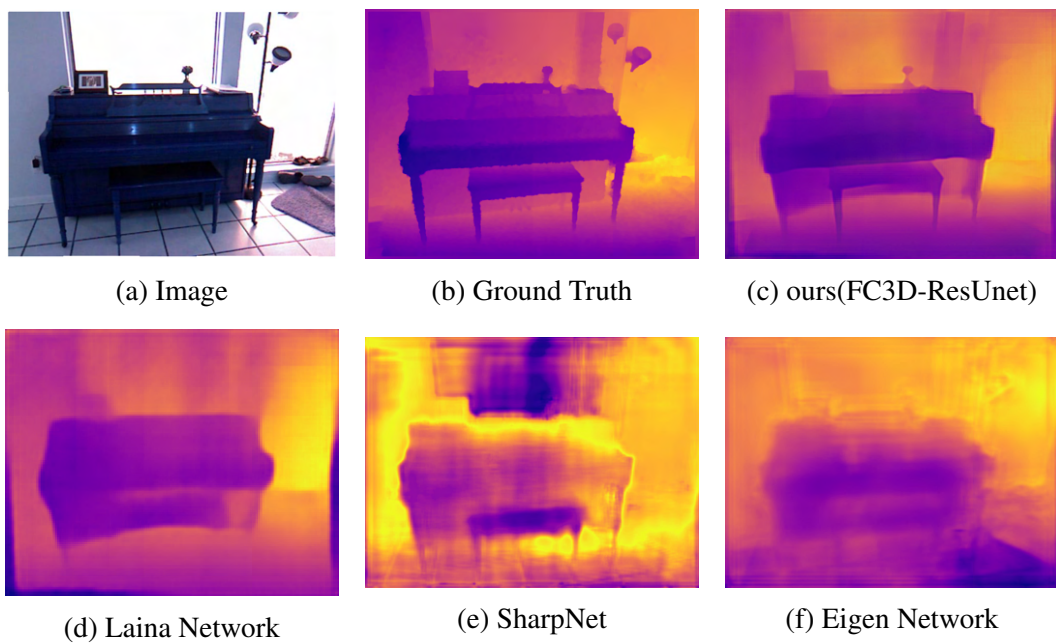 (a) Image
(b) Ground Truth
(c) ours(FC3D-ResUnet)
(d) Laina Network
(e) SharpNet
(f) Eigen Network